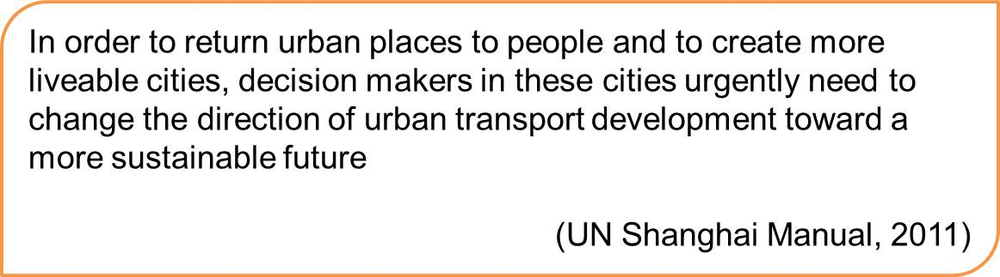 In order to return urban places to people and to create more
liveable cities, decision makers in these cities urgently need to
change the direction of urban transport development toward a
more sustainable future
(UN Shanghai Manual, 2011)